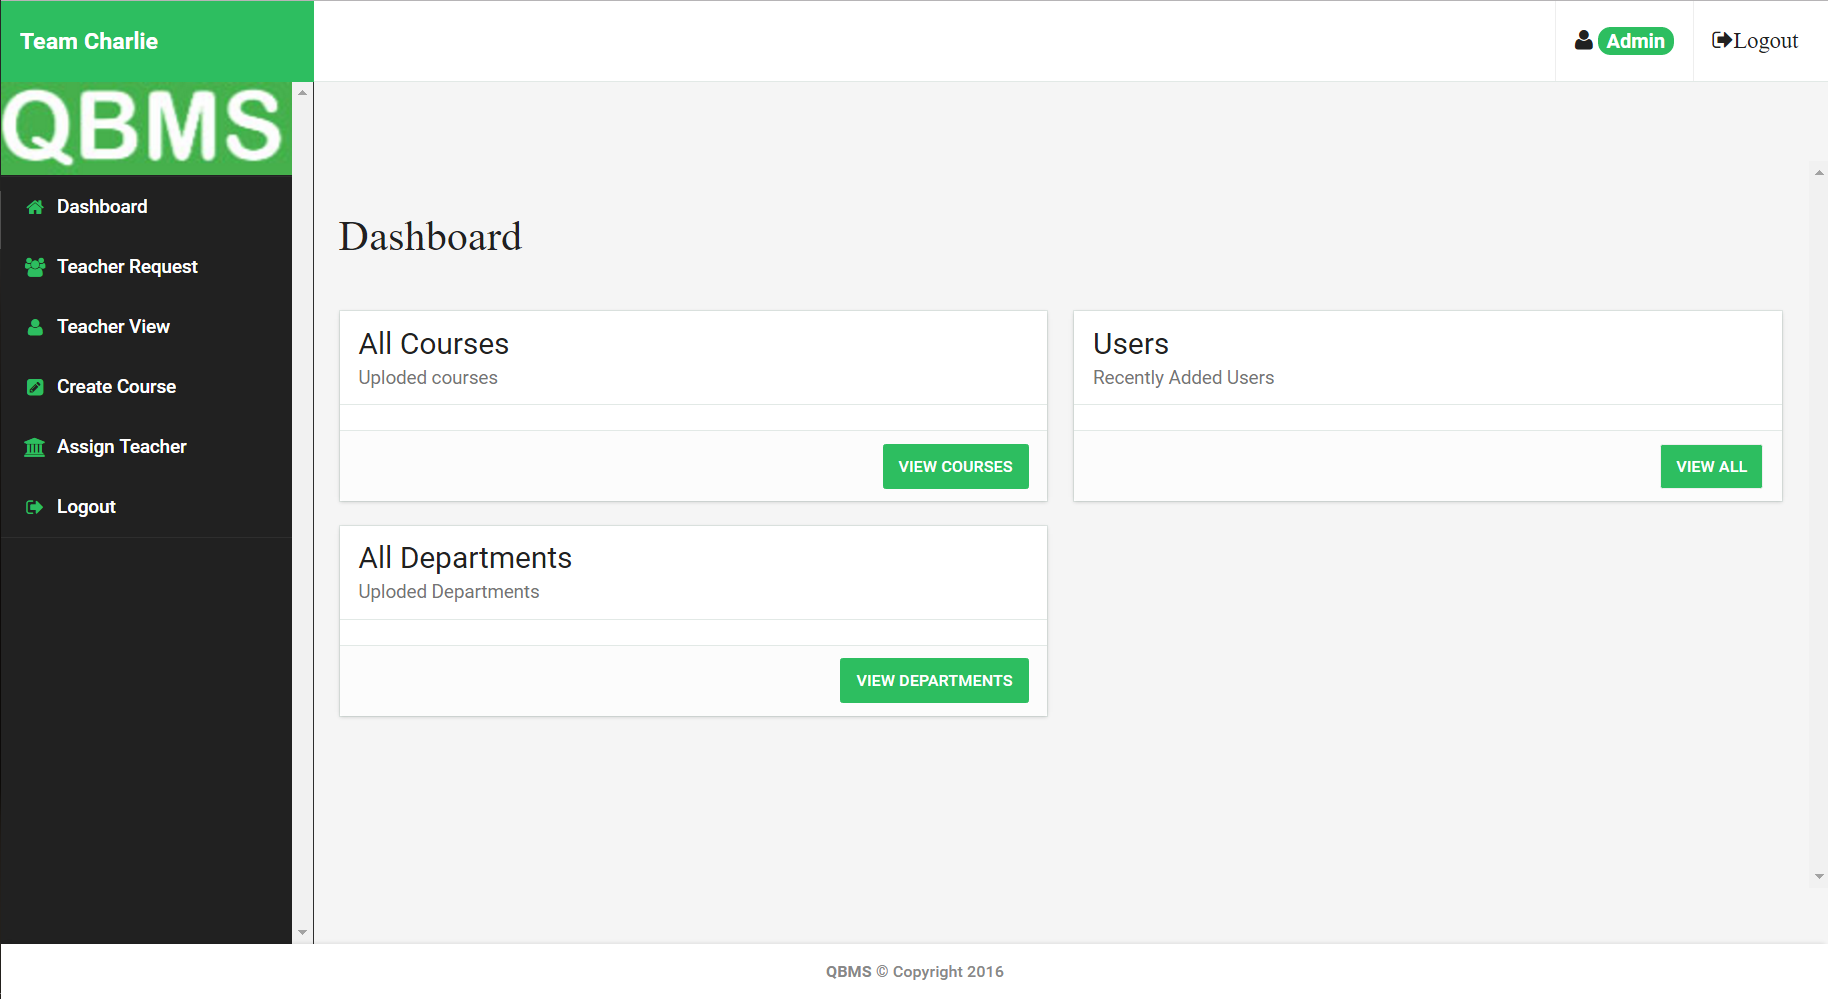 Team Charlie
Admin
Logout
QBMS
Dashboard
Teacher Request
Teacher View
Create Course
Assign Teacher
Logout
Dashboard
All Courses
Uploded courses
VIEW COURSES
Users
Recently Added Users
VIEW ALL
All Departments
Uploded Departments
VIEW DEPARTMENTS
QBMS © Copyright 2016